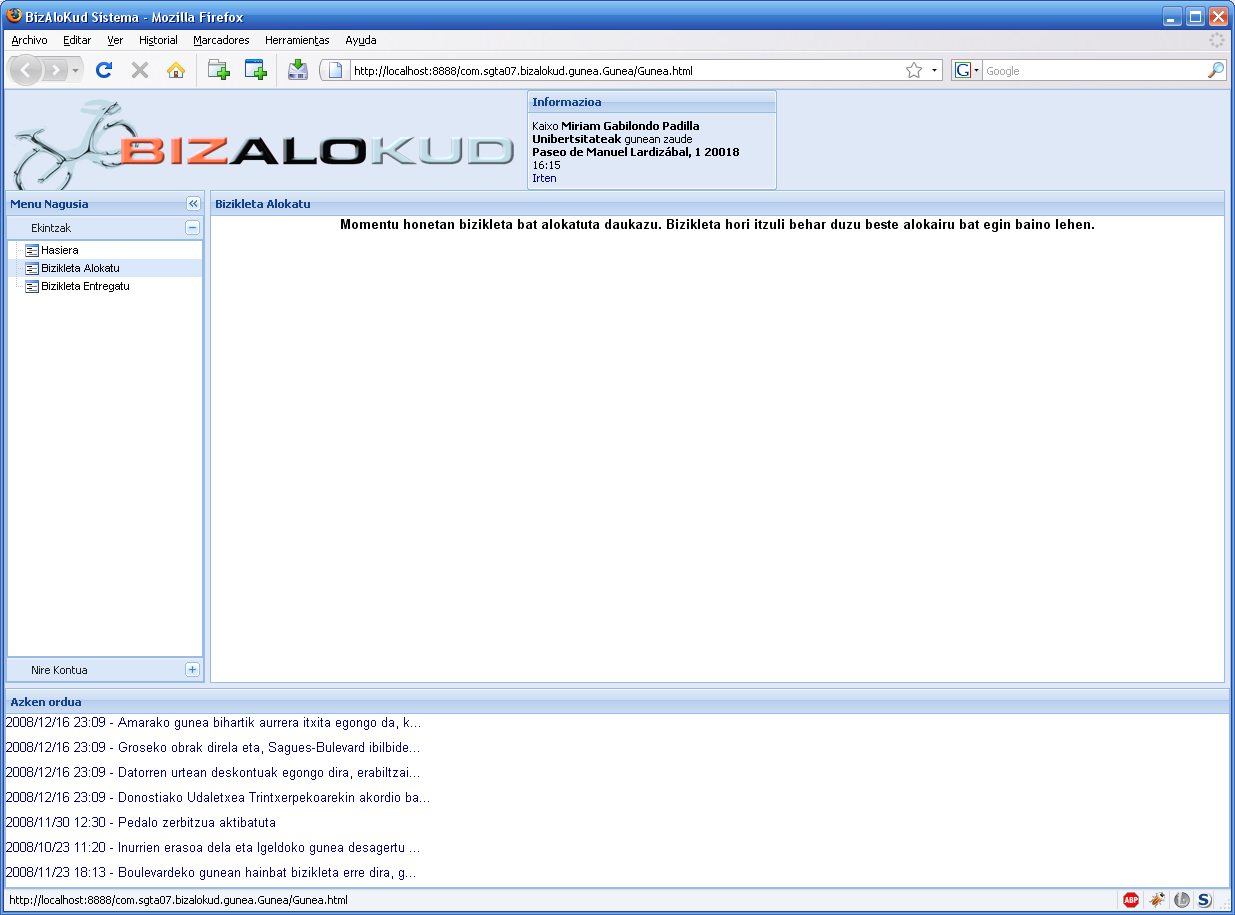 BizAloKud Sistema - Mozilla Firefox
Archivo Editar Ver Historial Marcadores Herramientas Ayuda
http://localhost:8888/com.sgta07.bizalokud.gunea.Gunea/Gunea.html
G
Google
BIZALOKUD
Informazioa
Kaixo Miriam Gabilondo Padilla
Unibertsitateak gunean zaude
Paseo de Manuel Lardizábal, 1 20018
16:15
Irten
Menu Nagusia
Ekintzak
Hasiera
Bizikleta Alokatu
Bizikleta Entregatu
Nire Kontua
Bizikleta Alokatu
Momentu honetan bizikleta bat alokatuta daukazu. Bizikleta hori itzuli behar duzu beste alokairu bat egin baino lehen.
Azken ordua
2008/12/16 23:09 - Amarako gunea bihartik aurrera itxita egongo da, k...
2008/12/16 23:09 - Groseko obrak direla eta, Sagues-Bulevard ibilbide...
2008/12/16 23:09 - Datorren urtean deskontuak egongo dira, erabiltzai...
2008/12/16 23:09 - Donostiako Udaletxea Trintxerpekoarekin akordio ba...
2008/11/30 12:30 - Pedalo zerbitzua aktibatuta
2008/10/23 11:20 - Inurrien erasoa dela eta Igeldoko gunea desagertu ...
2008/11/23 18:13 - Boulevardeko gunean hainbat bizikleta erre dira, g...
http://localhost:8888/com.sgta07.bizalokud.gunea.Gunea/Gunea.html
ABP
S